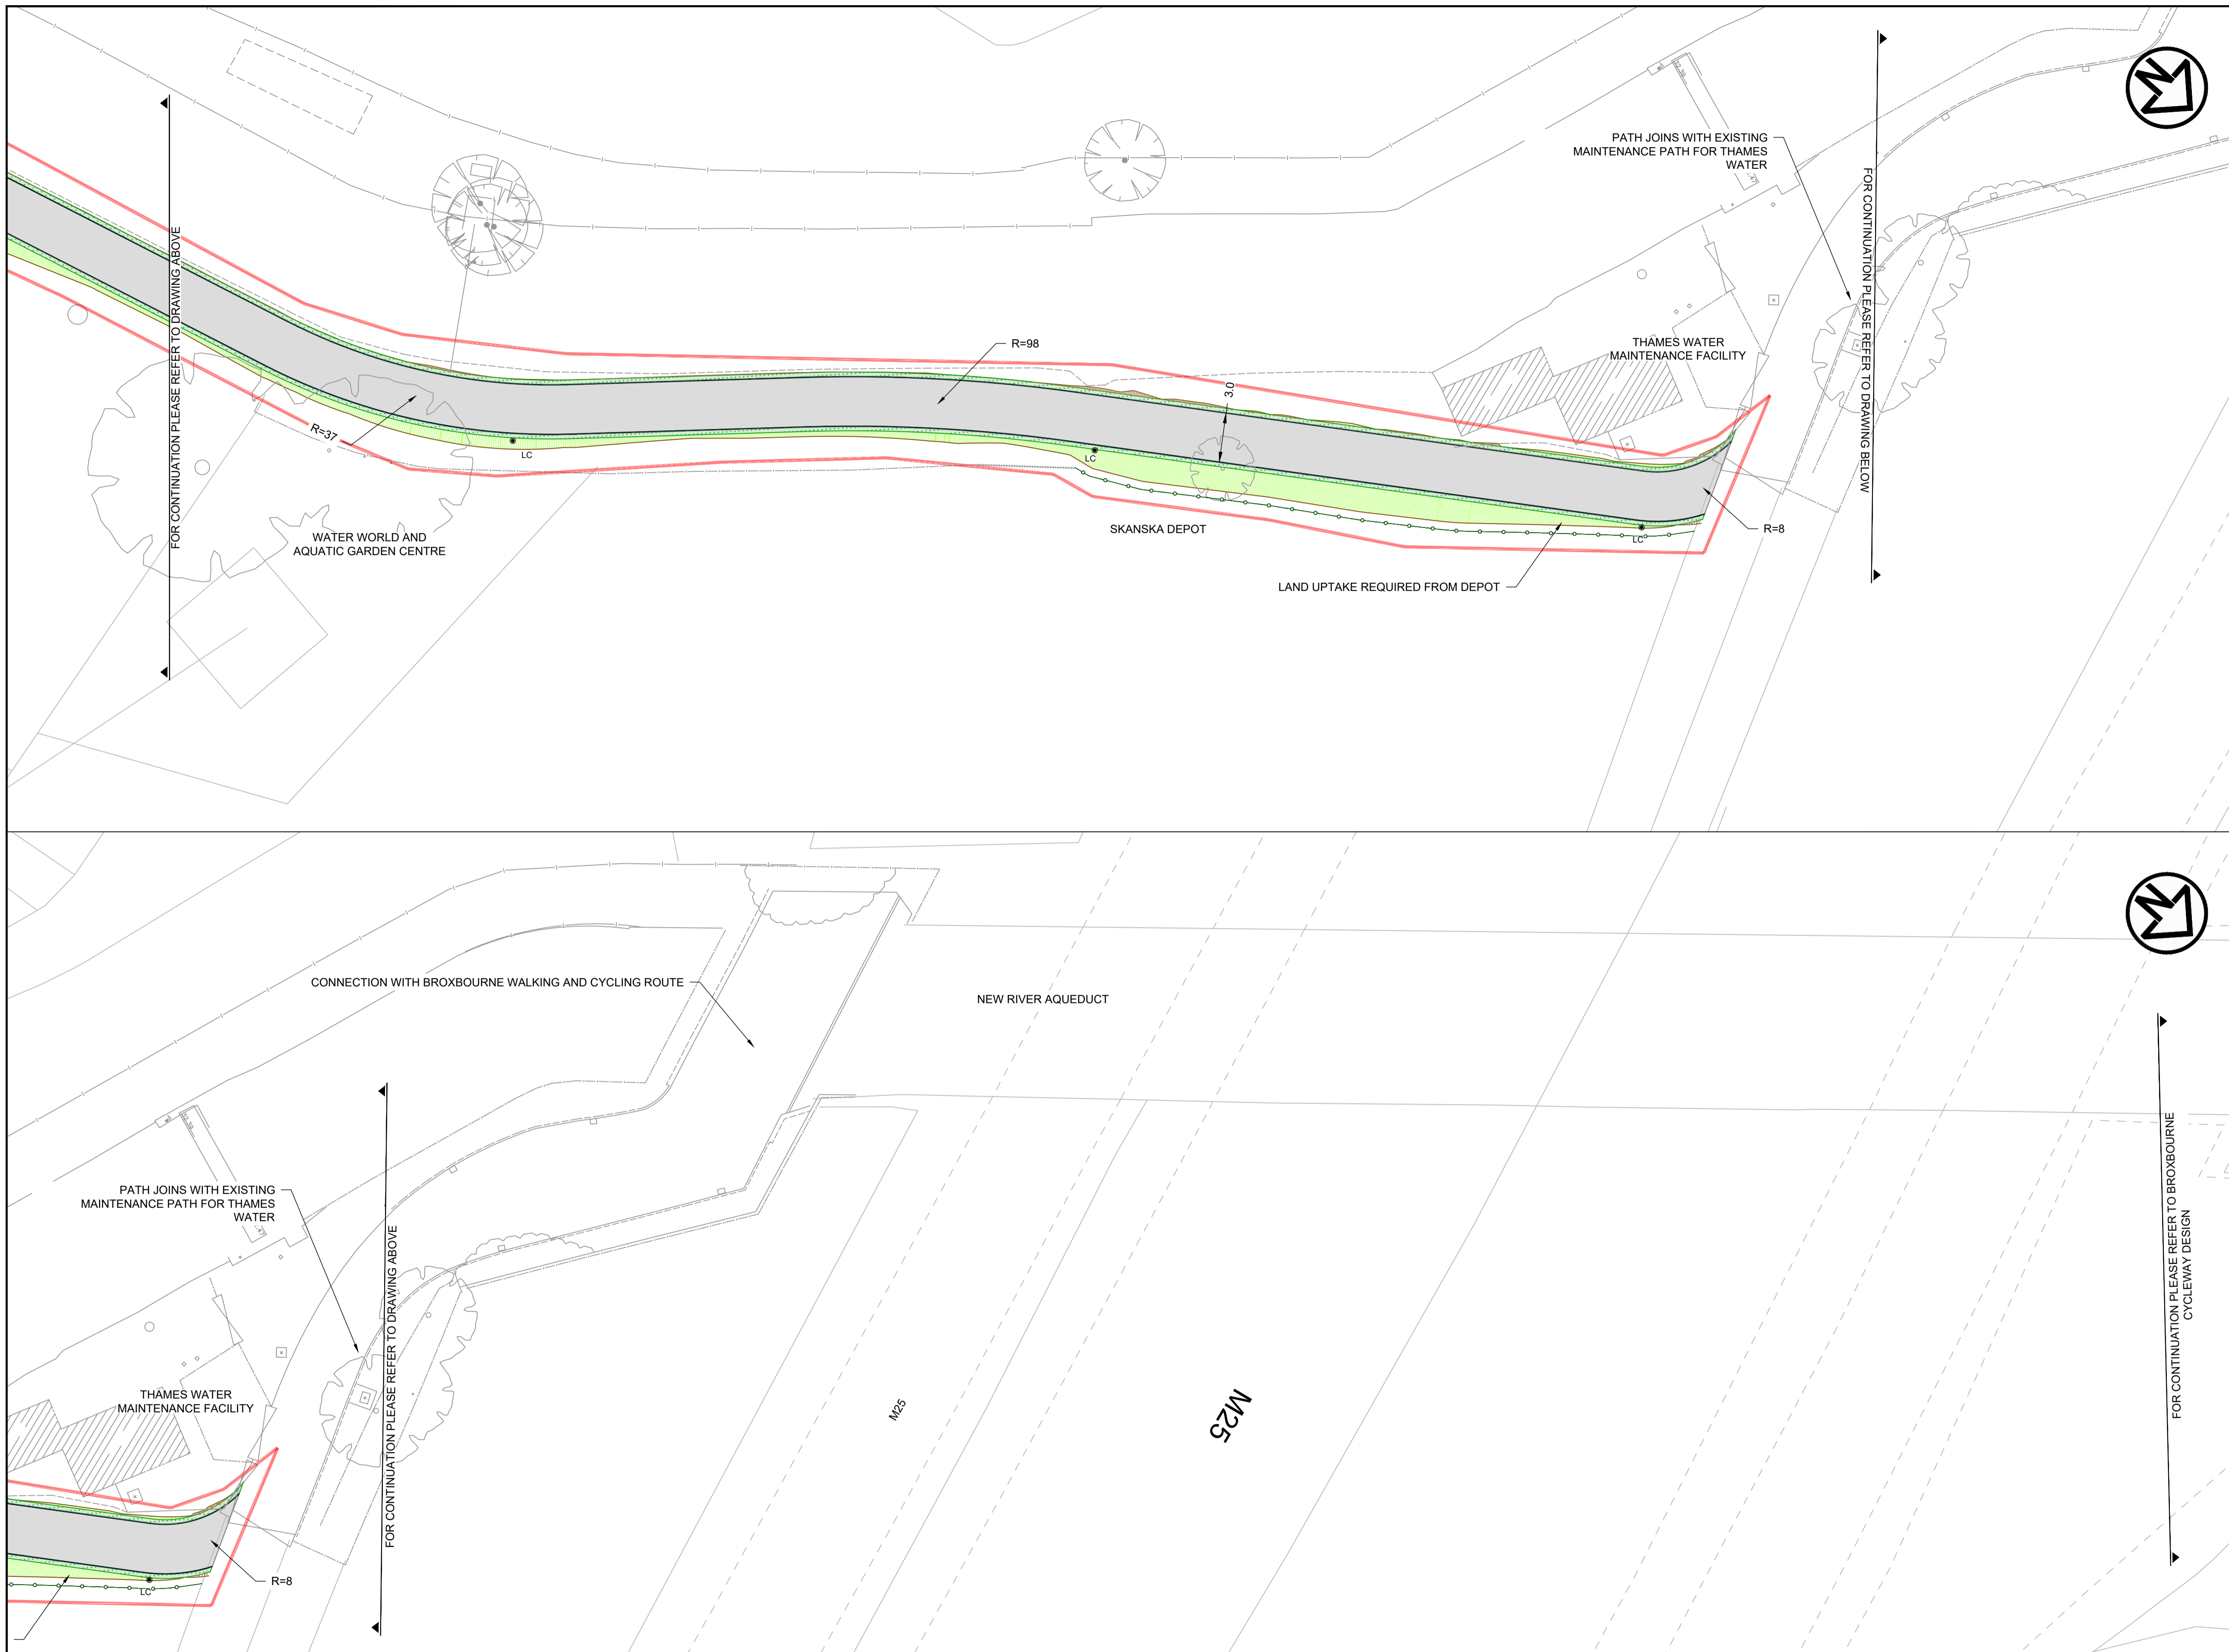 FOR CONTINUATION PLEASE REFER TO DRAWING ABOVE
R=37
LC
WATER WORLD AND
AQUATIC GARDEN CENTRE
R=98
3.0
LC
SKANSKA DEPOT
LAND UPTAKE REQUIRED FROM DEPOT
PATH JOINS WITH EXISTING
MAINTENANCE PATH FOR THAMES
WATER
THAMES WATER
MAINTENANCE FACILITY
LC
R=8
FOR CONTINUATION PLEASE REFER TO DRAWING BELOW
N
CONNECTION WITH BROXBOURNE WALKING AND CYCLING ROUTE
NEW RIVER AQUEDUCT
PATH JOINS WITH EXISTING
MAINTENANCE PATH FOR THAMES
WATER
THAMES WATER
MAINTENANCE FACILITY
LC
R=8
FOR CONTINUATION PLEASE REFER TO DRAWING ABOVE
M25
M25
FOR CONTINUATION PLEASE REFER TO BROXBOURNE
CYCLEWAY DESIGN
N